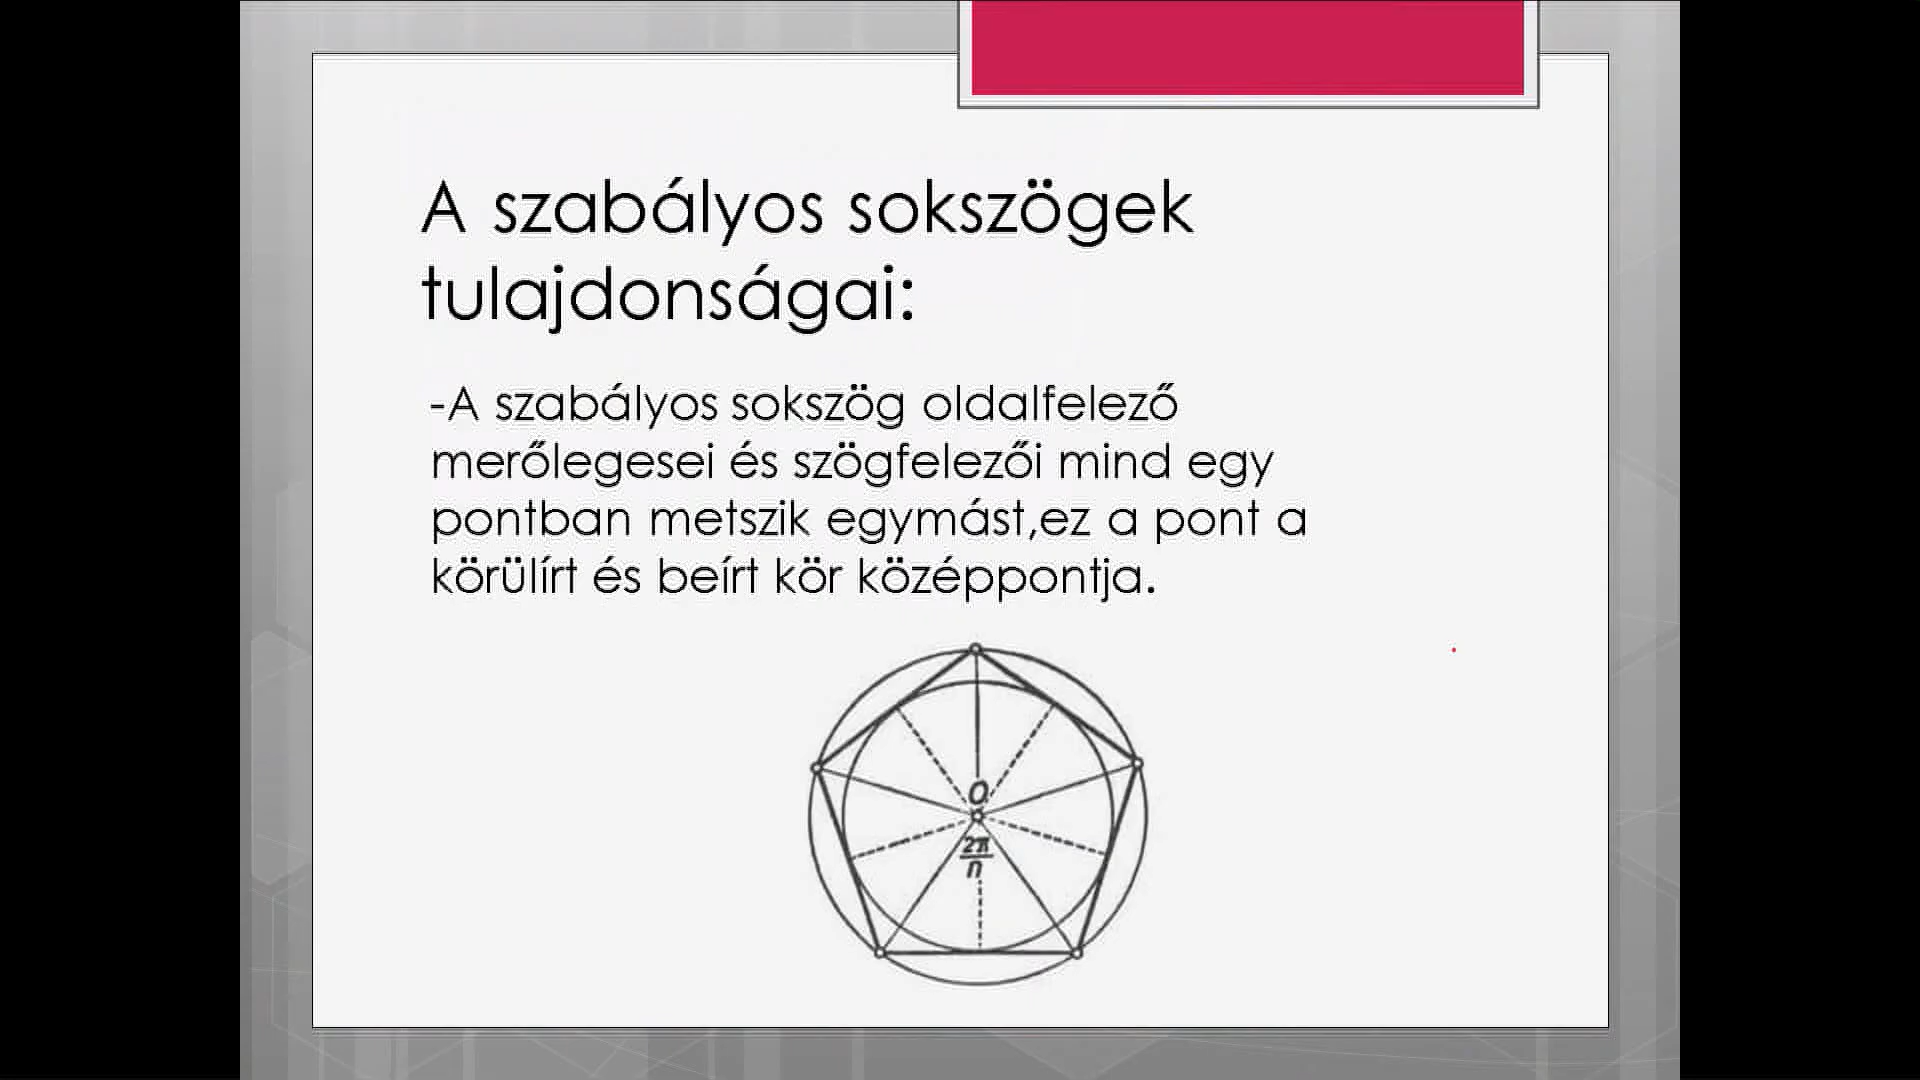 A szabályos sokszögek
tulajdonságai:
-A szabályos sokszög oldalfelező
merőlegesei és szögfelezői mind egy
pontban metszik egymást,ez a pont a
körülírt és beírt kör középpontja.
O
2π
n